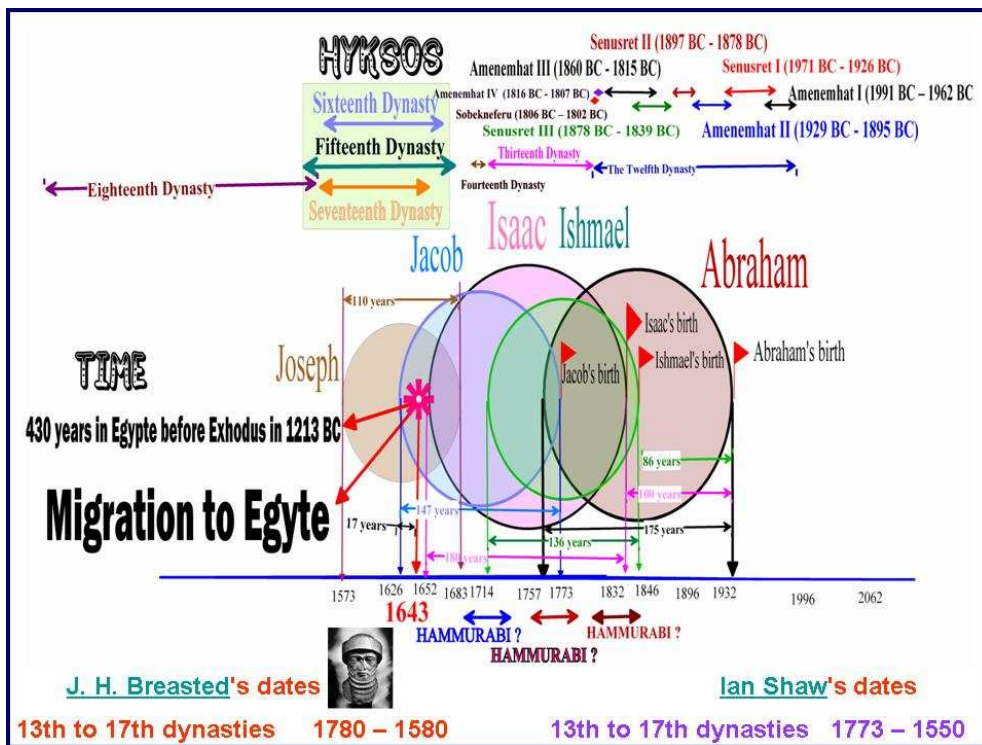 HYKSOS
Senusret II (1897 BC - 1878 BC)
Amenemhat III (1860 BC - 1815 BC)
Senusret I (1971 BC - 1926 BC)
Amenemhat IV (1816 BC - 1807 BC)
Amenemhat I (1991 BC – 1962 BC
Sixteenth Dynasty
Sobekneferu (1806 BC – 1802 BC)
Senusret III (1878 BC - 1839 BC)
Amenemhat II (1929 BC - 1895 BC)
Fifteenth Dynasty
Thirteenth Dynasty
The Twelfth Dynasty
Eighteenth Dynasty
Fourteenth Dynasty
Seventeenth Dynasty
Isaac
Ishmael
Jacob
Abraham
110 years
Isaac's birth
TIME
Joseph
Jacob's birth
Ishmael's birth
Abraham's birth
430 years in Egypte before Exhodus in 1213 BC
86 years
100 years
Migration to Egyte
147 years
17 years
175 years
136 years
180 years
1573
1626
1652
1683
1714
1757
1773
1832
1846
1896
1932
1996
2062
1643
HAMMURABI ?
HAMMURABI ?
HAMMURABI ?
J. H. Breasted's dates
Ian Shaw's dates
13th to 17th dynasties 1780 – 1580
13th to 17th dynasties 1773 – 1550